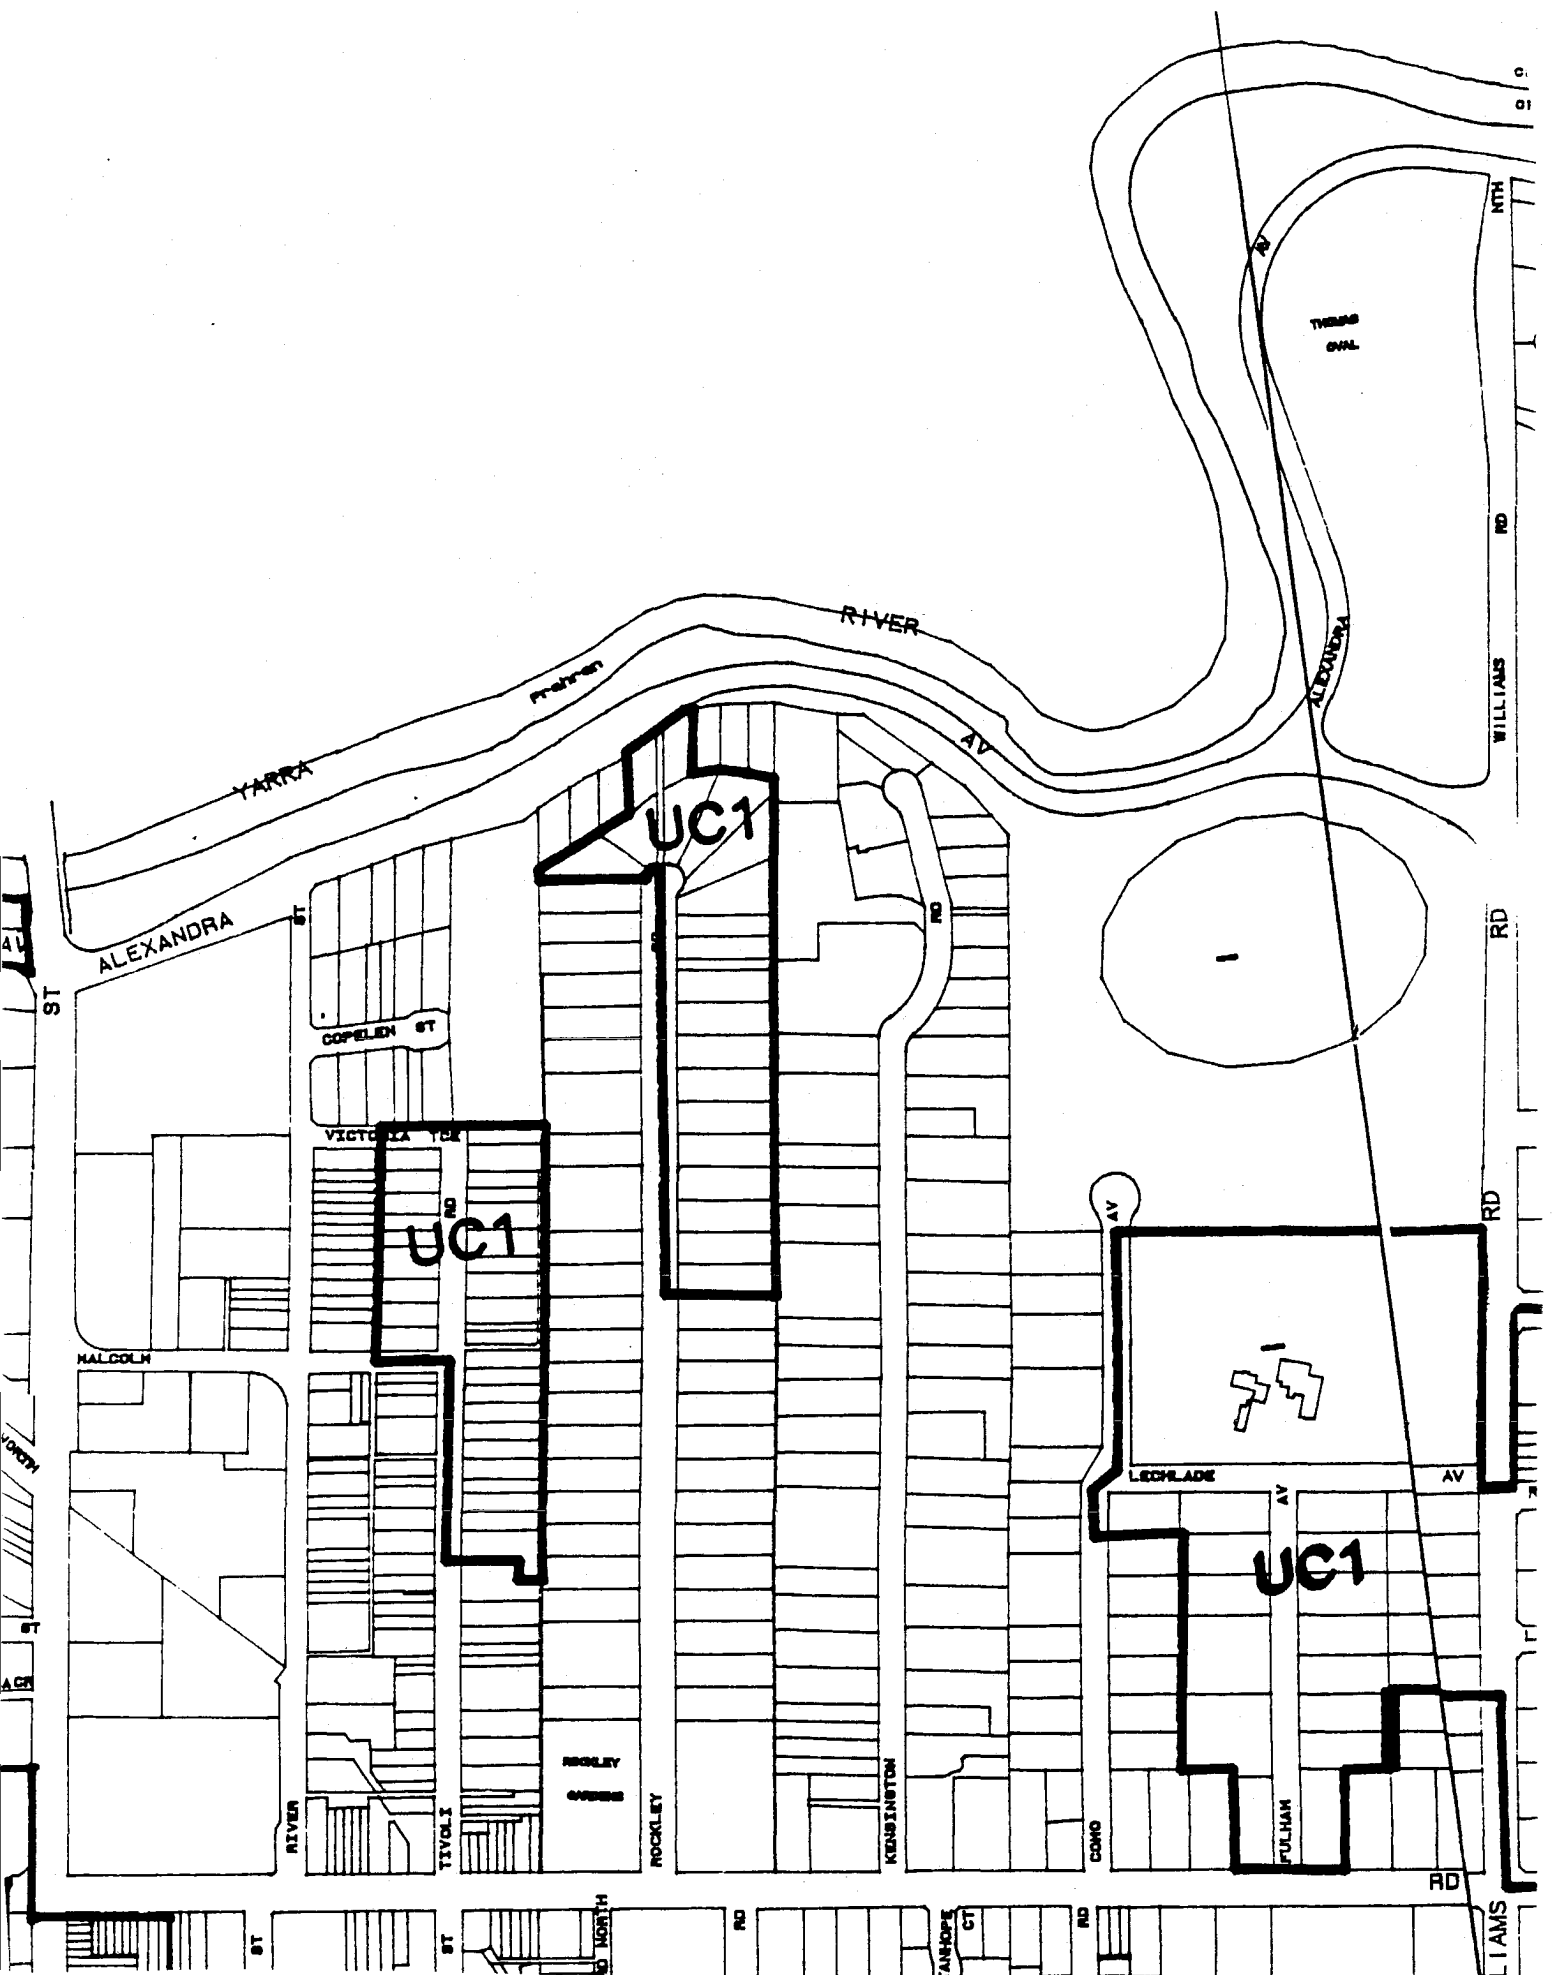 NTH
AV
THOMAS
OVAL
RD
RIVER
ALEXANDRA
WILLIAMS
Prahran
AV
YARRA
UC1
ALEXANDRA
ST
RD
RD
ST
COPELEN ST
VICTORIA TCE
RD
AV
RD
UC1
MALCOLM
LECHLADE AV
AV
UC1
ST
ROCKLEY
GARDENS
RIVER
TIVOLI
ROCKLEY
KENSINGTON
COMO
FULHAM
RD
ST
ST
RD NORTH
RD
CT
RD